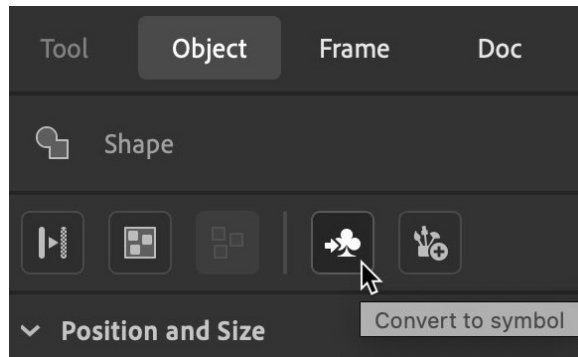 Tool Object Frame Doc
Shape
Convert to symbol
Position and Size